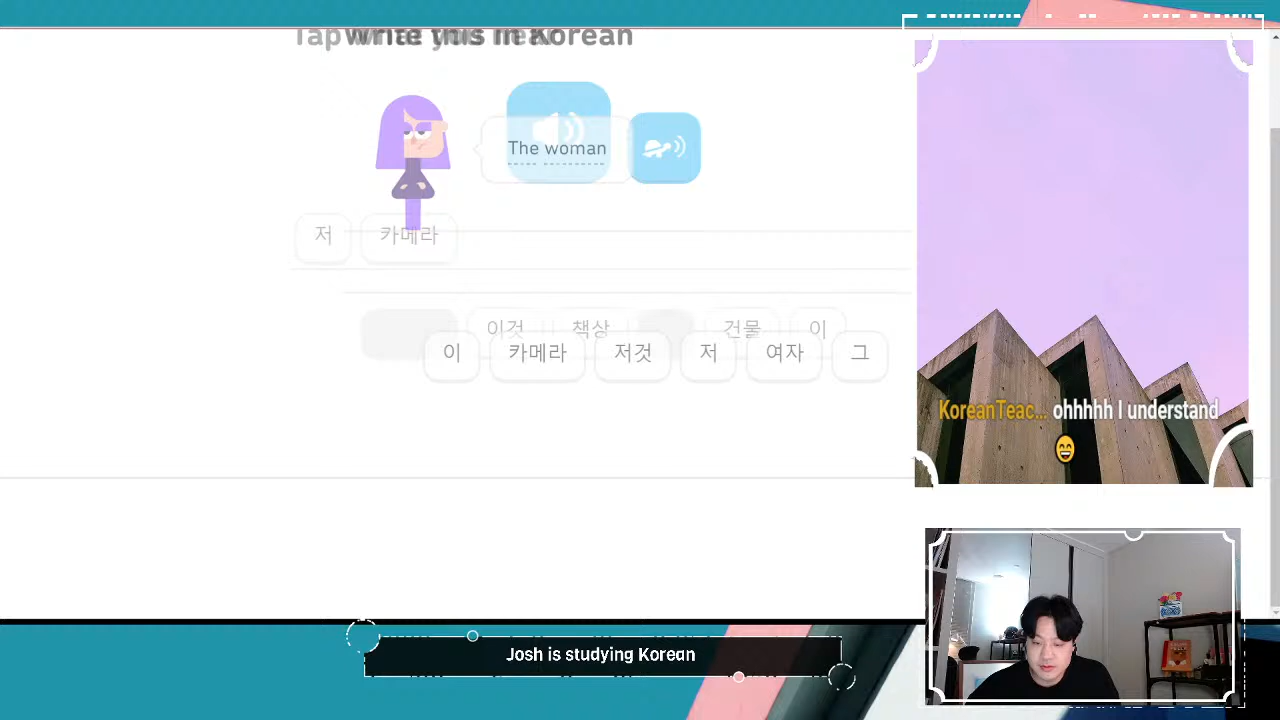 Write this in Korean
The woman
저 카메라
이것 책상 건물 이
이 카메라 저것 저 여자 그
KoreanTeac... ohhhhh I understand
😄
Josh is studying Korean